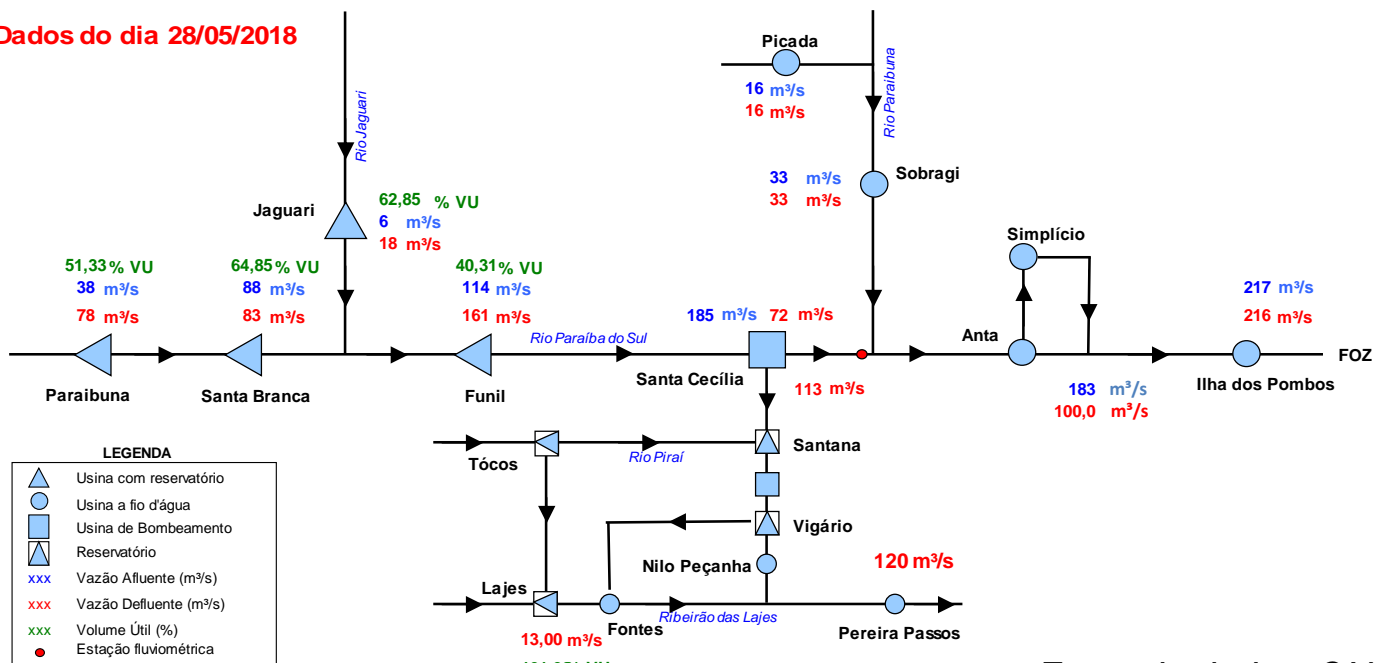 Dados do dia 28/05/2018
Picada
16 m³/s
16 m³/s
Rio Paraibuna
Rio Jaguari
33 m³/s
33 m³/s
Sobragi
Jaguari
62,85 % VU
6 m³/s
18 m³/s
Simplício
51,33 % VU
38 m³/s
78 m³/s
64,85 % VU
88 m³/s
83 m³/s
40,31 % VU
114 m³/s
161 m³/s
217 m³/s
216 m³/s
185 m³/s 72 m³/s
Rio Paraíba do Sul
Anta
FOZ
Paraibuna
Santa Branca
Funil
Santa Cecília
113 m³/s
183 m³/s
100,0 m³/s
Ilha dos Pombos
Tócos
Rio Piraí
Santana
Vigário
Nilo Peçanha
120 m³/s
Lajes
Fontes
Ribeirão das Lajes
Pereira Passos
13,00 m³/s
LEGENDA
Usina com reservatório
Usina a fio d'água
Usina de Bombeamento
Reservatório
xxx Vazão Afluente (m³/s)
xxx Vazão Defluente (m³/s)
xxx Volume Útil (%)
Estação fluviométrica